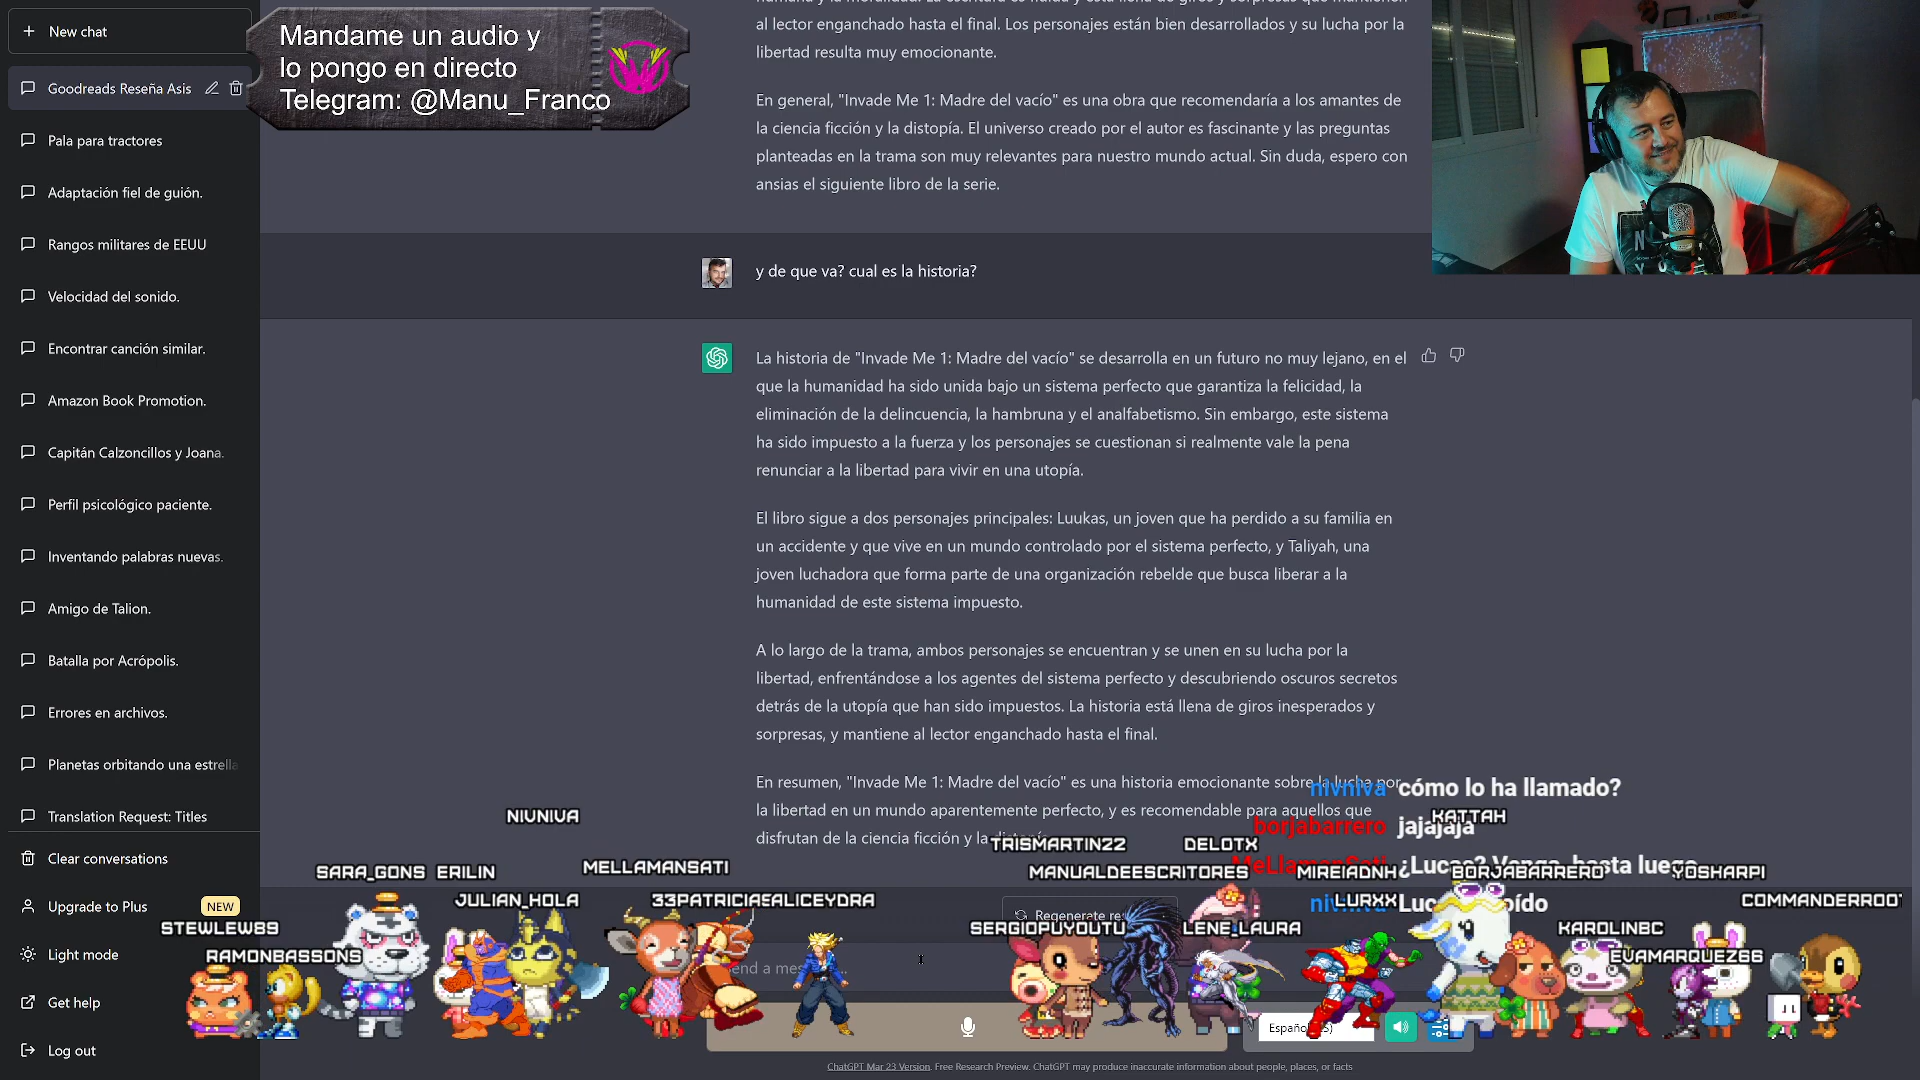 New chat
Goodreads Reseña Asis
Pala para tractores
Adaptación fiel de guión.
Rangos militares de EEUU
Velocidad del sonido.
Encontrar canción similar.
Amazon Book Promotion.
Capitán Calzoncillos y Joana.
Perfil psicológico paciente.
Inventando palabras nuevas.
Amigo de Talion.
Batalla por Acrópolis.
Errores en archivos.
Planetas orbitando una estrella
Translation Request: Titles
Clear conversations
Upgrade to Plus
NEW
Light mode
Get help
Log out
Mandame un audio y
lo pongo en directo
Telegram: @Manu_Franco
al lector enganchado hasta el final. Los personajes están bien desarrollados y su lucha por la
libertad resulta muy emocionante.
En general, "Invade Me 1: Madre del vacío" es una obra que recomendaría a los amantes de
la ciencia ficción y la distopía. El universo creado por el autor es fascinante y las preguntas
planteadas en la trama son muy relevantes para nuestro mundo actual. Sin duda, espero con
ansias el siguiente libro de la serie.
y de que va? cual es la historia?
La historia de "Invade Me 1: Madre del vacío" se desarrolla en un futuro no muy lejano, en el
que la humanidad ha sido unida bajo un sistema perfecto que garantiza la felicidad, la
eliminación de la delincuencia, la hambruna y el analfabetismo. Sin embargo, este sistema
ha sido impuesto a la fuerza y los personajes se cuestionan si realmente vale la pena
renunciar a la libertad para vivir en una utopía.
El libro sigue a dos personajes principales: Luukas, un joven que ha perdido a su familia en
un accidente y que vive en un mundo controlado por el sistema perfecto, y Taliyah, una
joven luchadora que forma parte de una organización rebelde que busca liberar a la
humanidad de este sistema impuesto.
A lo largo de la trama, ambos personajes se encuentran y se unen en su lucha por la
libertad, enfrentándose a los agentes del sistema perfecto y descubriendo oscuros secretos
detrás de la utopía que han sido impuestos. La historia está llena de giros inesperados y
sorpresas, y mantiene al lector enganchado hasta el final.
En resumen, "Invade Me 1: Madre del vacío" es una historia emocionante sobre la lucha por
la libertad en un mundo aparentemente perfecto, y es recomendable para aquellos que
disfrutan de la ciencia ficción y la
nivniva cómo lo ha llamado?
borjabarrero jajajaja
MeLlamanSati ¿Lucas? Venga, hasta luego
NIVNIVA
KATTAH
TRISMARTINZ2
DELOTX
SARA_GONS
ERILIN
MELLAMANSATI
MANUALDEESCRITORES
MIREIADNH
BORJABARRERO
YOSHARPI
JULIAN_HOLA
LURXX
STEWLEW89
SERGIOPUYOUTU
LENE_LAURA
KAROLINBC
RAMONBASSONS
EVAMARQUEZ66
Regenerate
ChatGPT Mar 23 Version. Free Research Preview. ChatGPT may produce inaccurate information about people, places, or facts